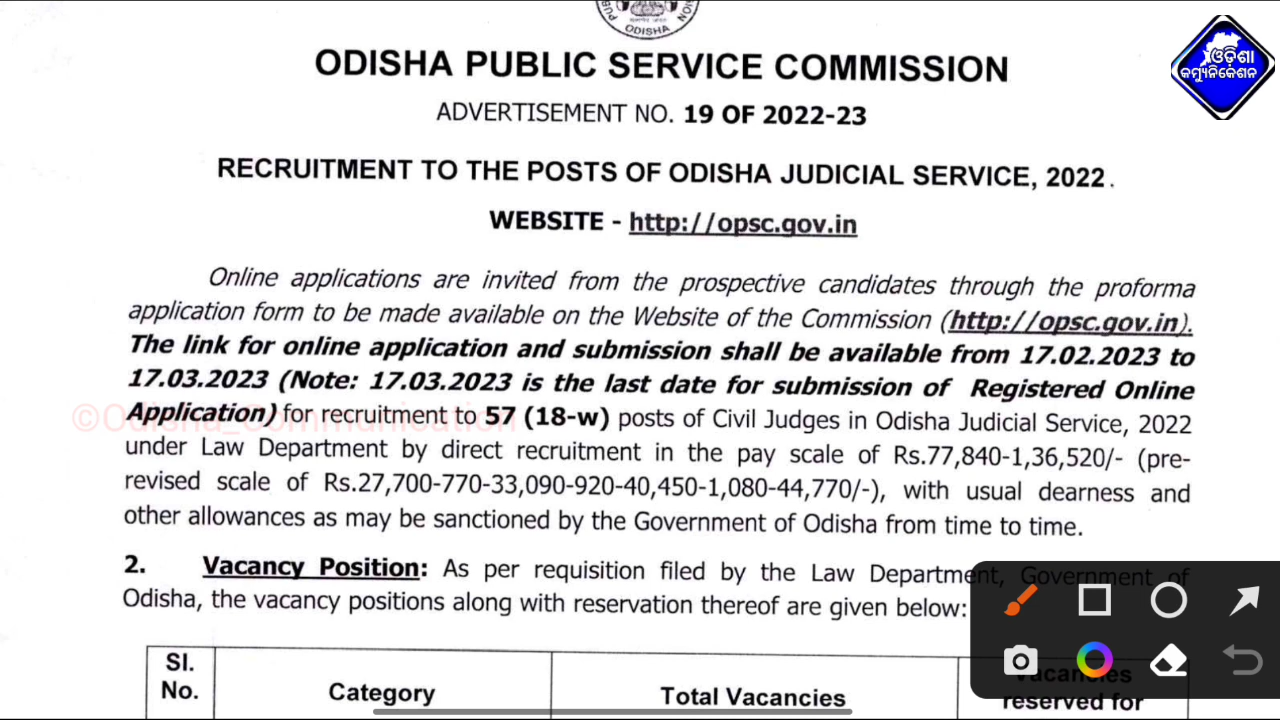 ODISHA
ଓଡ଼ିଶା
କମ୍ୟୁନିକେଶନ
ODISHA PUBLIC SERVICE COMMISSION
ADVERTISEMENT NO. 19 OF 2022-23
RECRUITMENT TO THE POSTS OF ODISHA JUDICIAL SERVICE, 2022.
WEBSITE - http://opsc.gov.in
Online applications are invited from the prospective candidates through the proforma
application form to be made available on the Website of the Commission (http://opsc.gov.in).
The link for online application and submission shall be available from 17.02.2023 to
17.03.2023 (Note: 17.03.2023 is the last date for submission of Registered Online
Application) for recruitment to 57 (18-w) posts of Civil Judges in Odisha Judicial Service, 2022
©Odisha_Communication
under Law Department by direct recruitment in the pay scale of Rs.77,840-1,36,520/- (pre-
revised scale of Rs.27,700-770-33,090-920-40,450-1,080-44,770/-), with usual dearness and
other allowances as may be sanctioned by the Government of Odisha from time to time.
2. Vacancy Position: As per requisition filed by the Law Department, Government of
Odisha, the vacancy positions along with reservation thereof are given below:
Sl.
No.
Category
Total Vacancies
Vacancies
reserved for